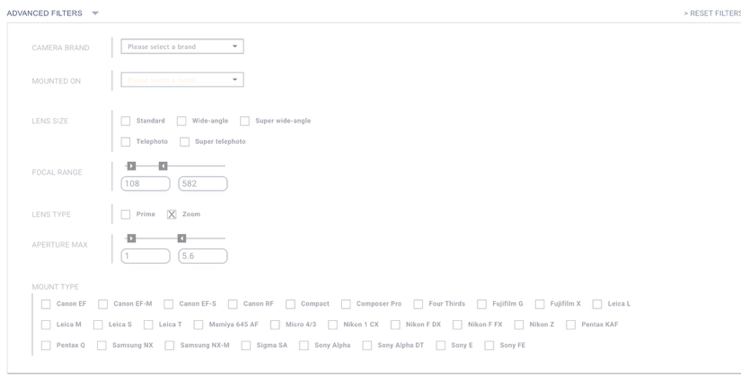 ADVANCED FILTERS
» RESET FILTERS
CAMERA BRAND Please select a brand
MOUNTED ON Please select a model
LENS SIZE Standard Wide-angle Super wide-angle
Telephoto Super telephoto
FOCAL RANGE
108 582
LENS TYPE Prime Zoom
APERTURE MAX
1 5.6
MOUNT TYPE
Canon EF Canon EF-M Canon EF-S Canon RF Compact Composer Pro Four Thirds Fujifilm G Fujifilm X Leica L
Leica M Leica S Leica T Mamiya 645 AF Micro 4/3 Nikon 1 CX Nikon F DX Nikon F FX Nikon Z Pentax KAF
Pentax Q Samsung NX Samsung NX-M Sigma SA Sony Alpha Sony Alpha DT Sony E Sony FE